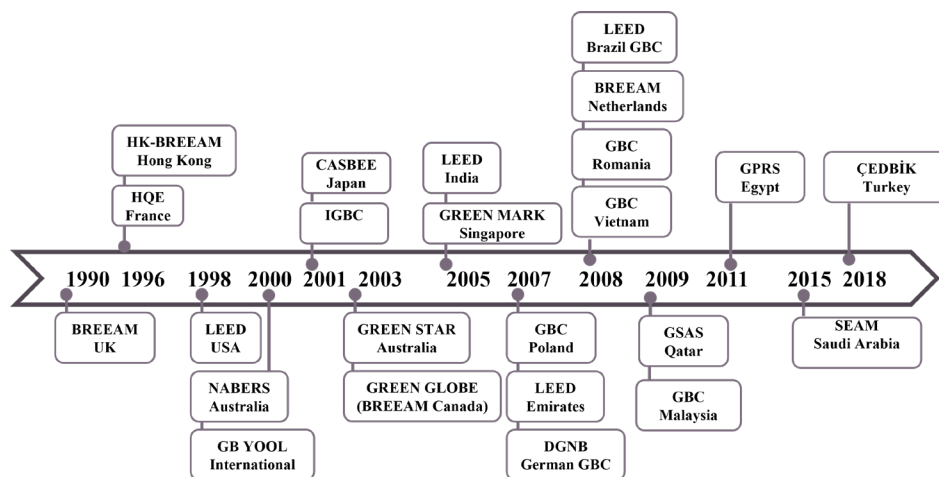 LEED
Brazil GBC
BREEAM
Netherlands
HK-BREEAM
Hong Kong
CASBEE
Japan
LEED
India
GBC
Romania
GPRS
Egypt
ÇEDBİK
Turkey
HQE
France
IGBC
GREEN MARK
Singapore
GBC
Vietnam
1990 1996 1998 2000 2001 2003 2005 2007 2008 2009 2011 2015 2018
BREEAM
UK
LEED
USA
GREEN STAR
Australia
GBC
Poland
GSAS
Qatar
SEAM
Saudi Arabia
NABERS
Australia
GREEN GLOBE
(BREEAM Canada)
LEED
Emirates
GBC
Malaysia
GB YOOL
International
DGNB
German GBC